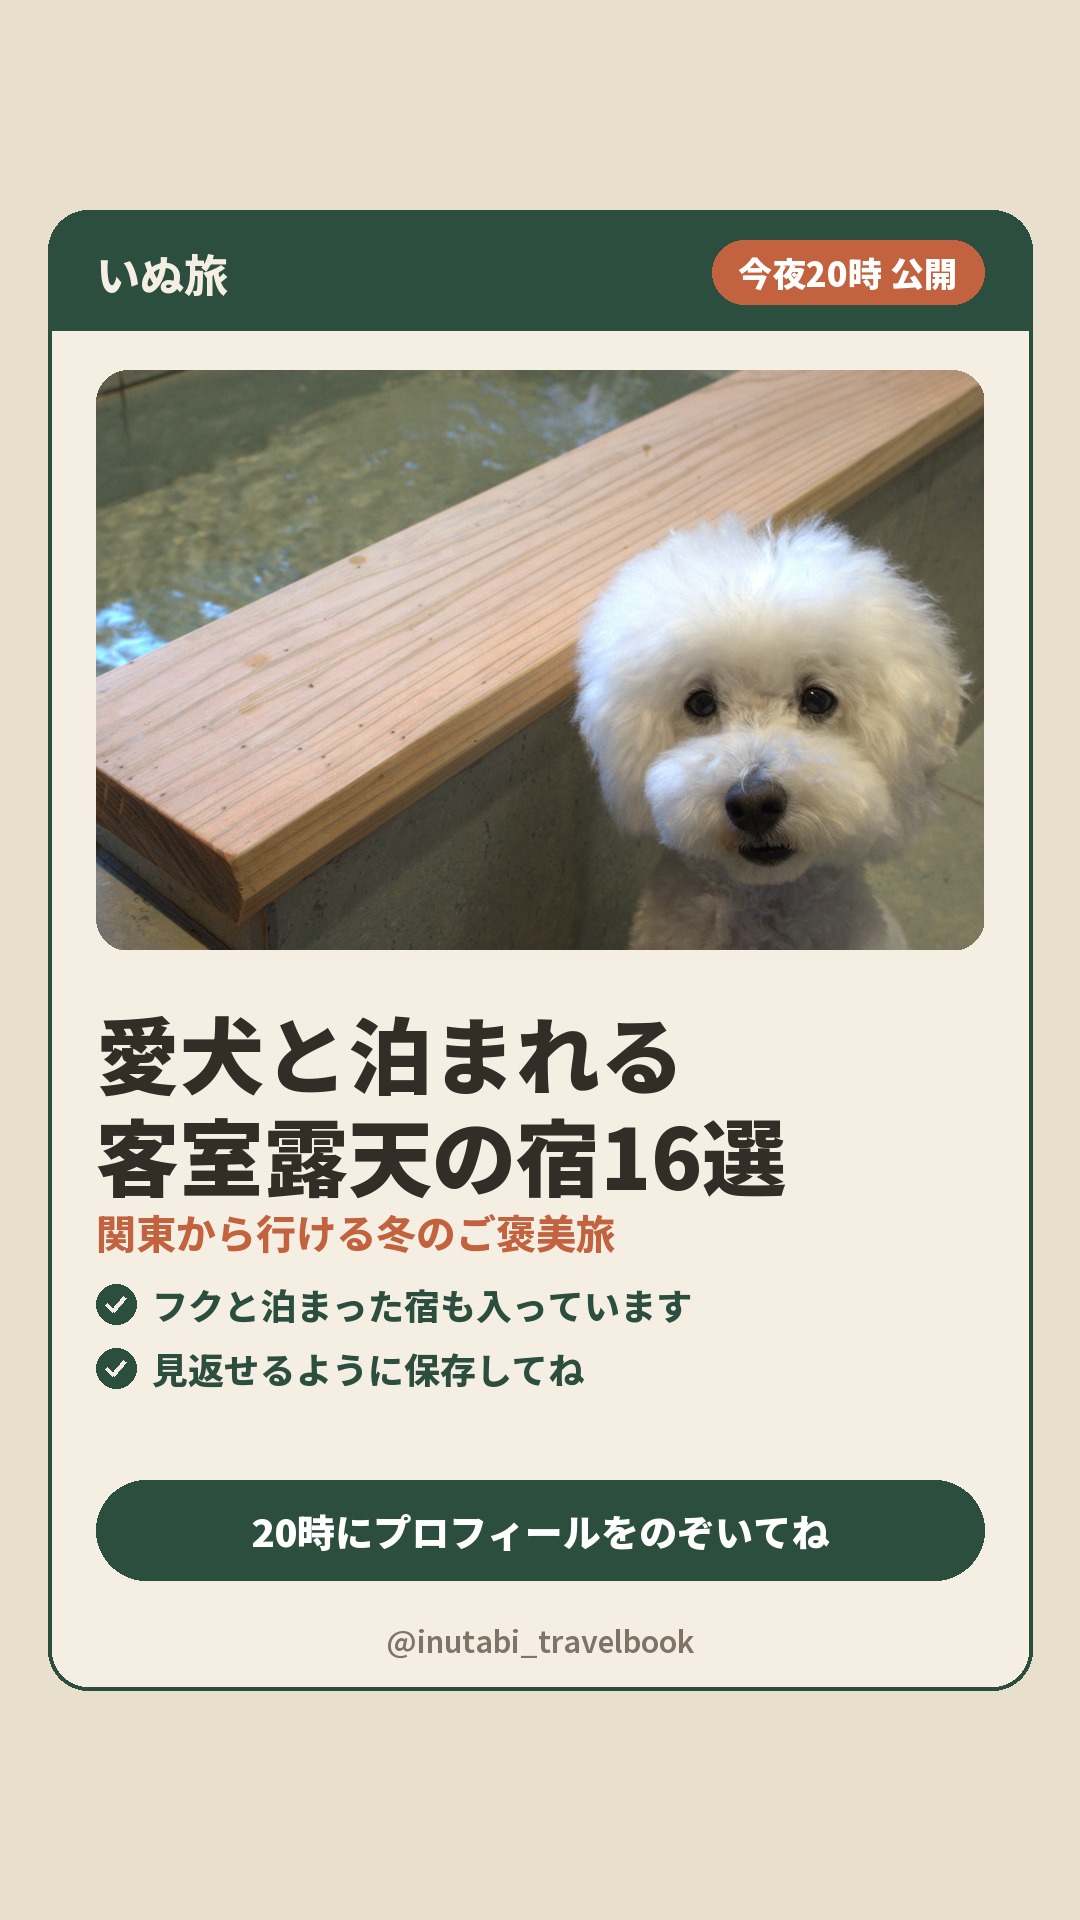 いぬ旅
今夜20時 公開
愛犬と泊まれる
客室露天の宿16選
関東から行ける冬のご褒美旅
フクと泊まった宿も入っています
見返せるように保存してね
20時にプロフィールをのぞいてね
@inutabi_travelbook